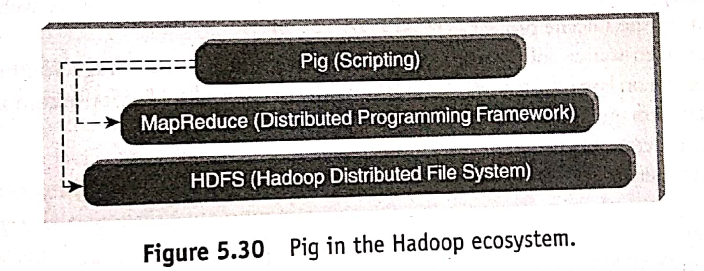 Pig (Scripting)
MapReduce (Distributed Programming Framework)
HDFS (Hadoop Distributed File System)
Figure 5.30 Pig in the Hadoop ecosystem.